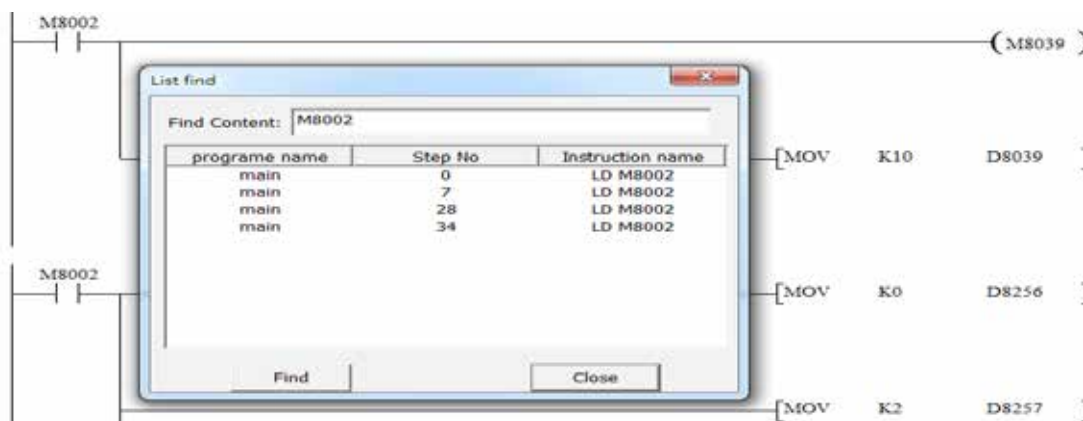 M8002
M8039
List find
Find Content: M8002
programe name Step No Instruction name
main 0 LD M8002
main 7 LD M8002
main 28 LD M8002
main 34 LD M8002
MOV K10 D8039
M8002
MOV K0 D8256
Find Close
MOV K2 D8257